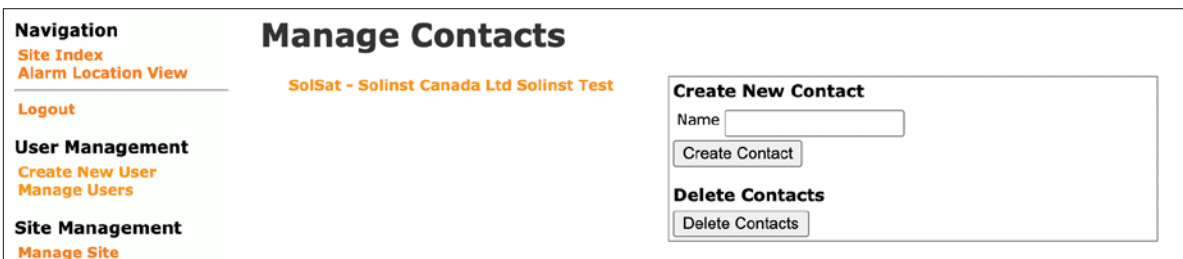 Navigation
Site Index
Alarm Location View
Logout
User Management
Create New User
Manage Users
Site Management
Manage Site
Manage Contacts
SolSat - Solinst Canada Ltd Solinst Test
Create New Contact
Name
Create Contact
Delete Contacts
Delete Contacts